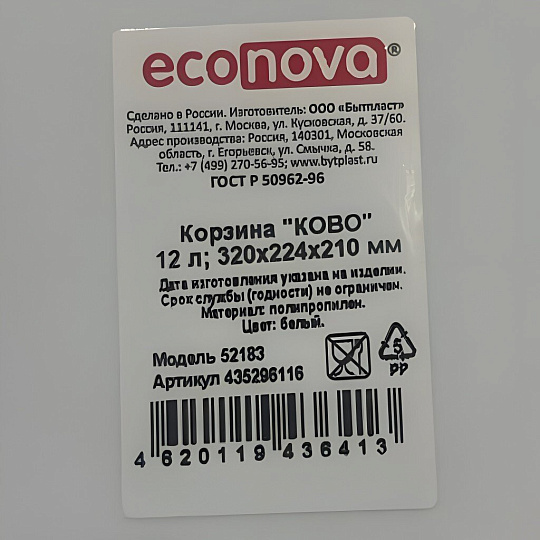 econova®
Сделано в России. Изготовитель: ООО «Бытпласт»
Россия, 111141, г. Москва, ул. Кусковская, д. 37/60.
Адрес производства: Россия, 140301, Московская
область, г. Егорьевск, ул. Смычка, д. 58.
Тел.: +7 (499) 270-56-95; www.bytplast.ru
ГОСТ Р 50962-96
Корзина "КОВО"
12 л; 320х224х210 мм
Дата изготовления указана на изделии.
Срок службы (годности) не ограничен.
Материал: полипропилен.
Цвет: белый.
Модель 52183
Артикул 435296116
5
PP
4 620119 436413